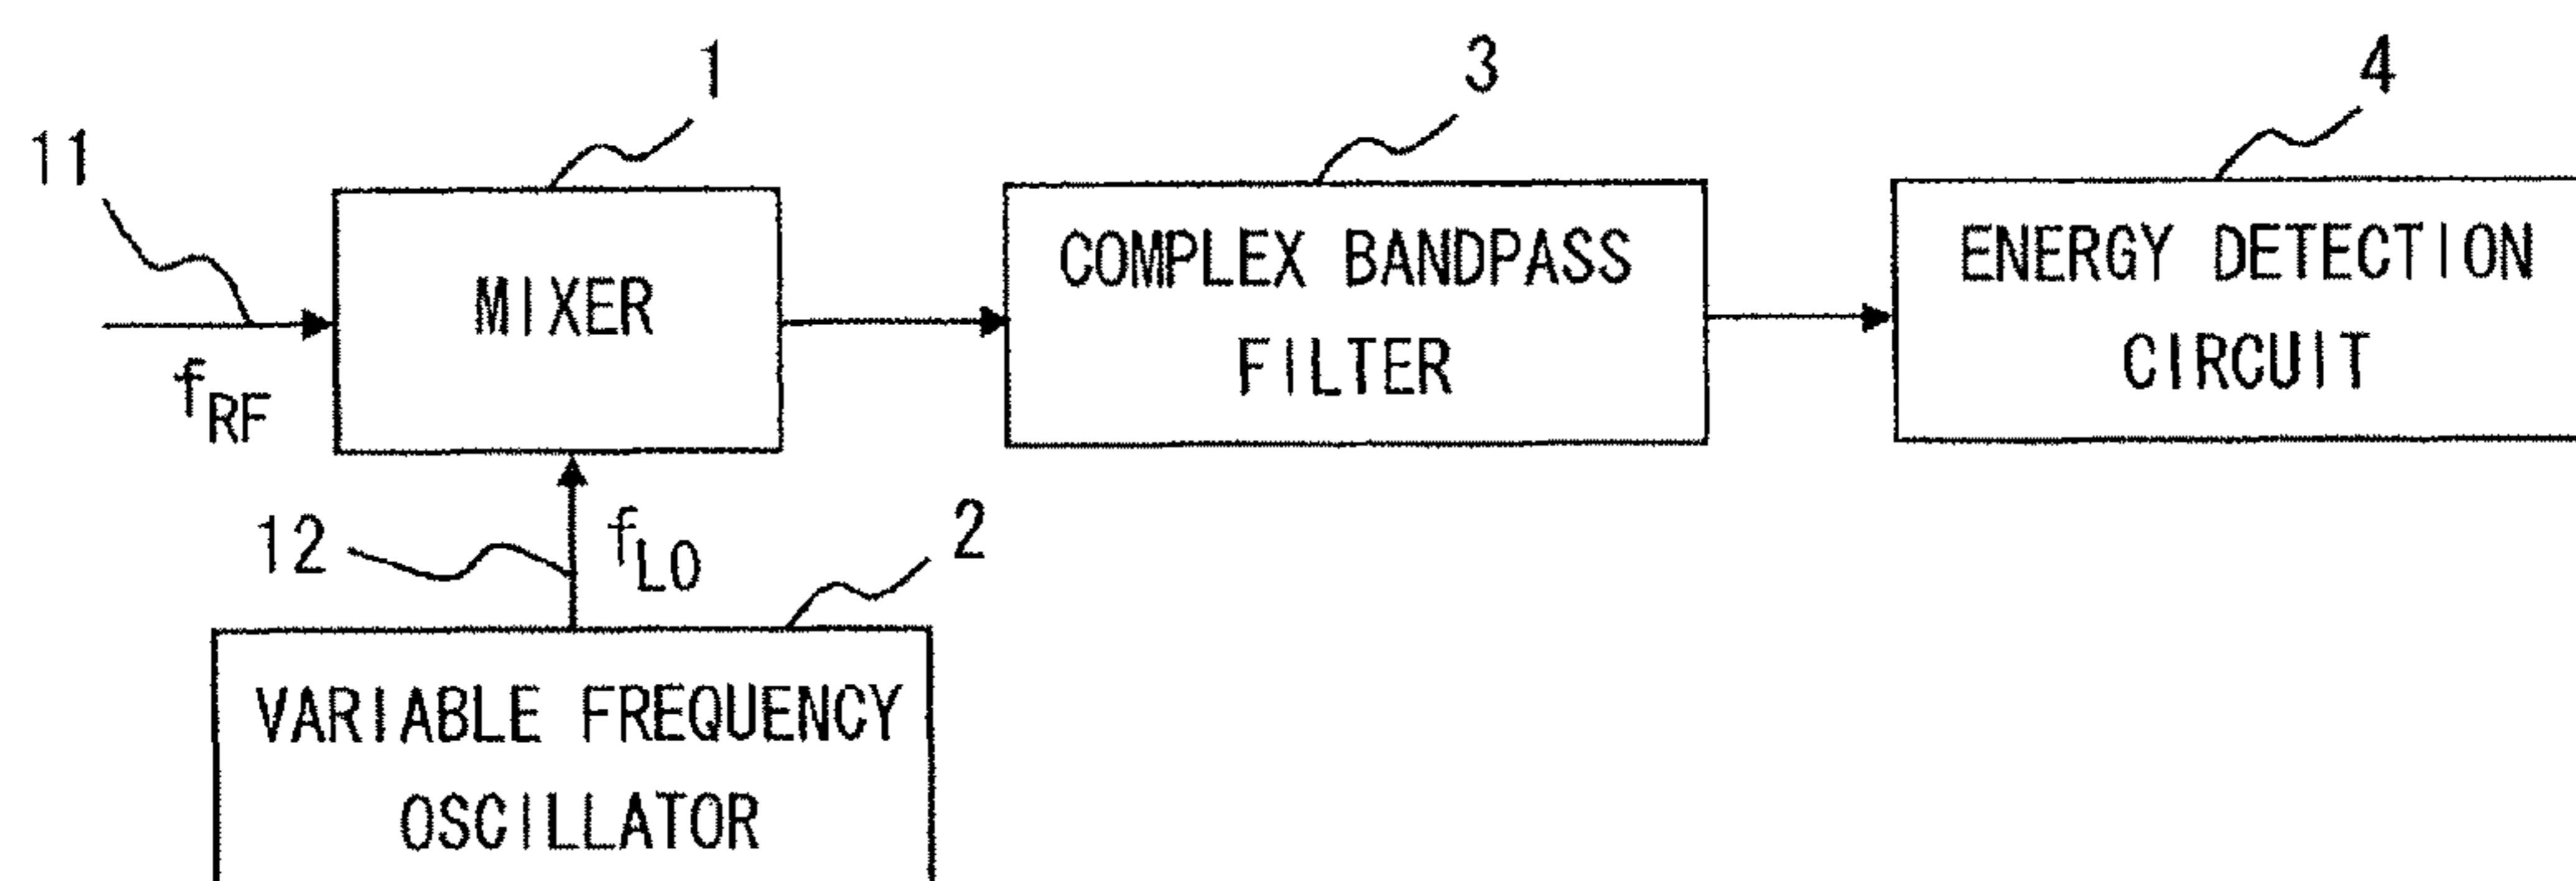 1
3
4
11
MIXER
COMPLEX BANDPASS
FILTER
ENERGY DETECTION
CIRCUIT
fRF
12
fLO
2
VARIABLE FREQUENCY
OSCILLATOR